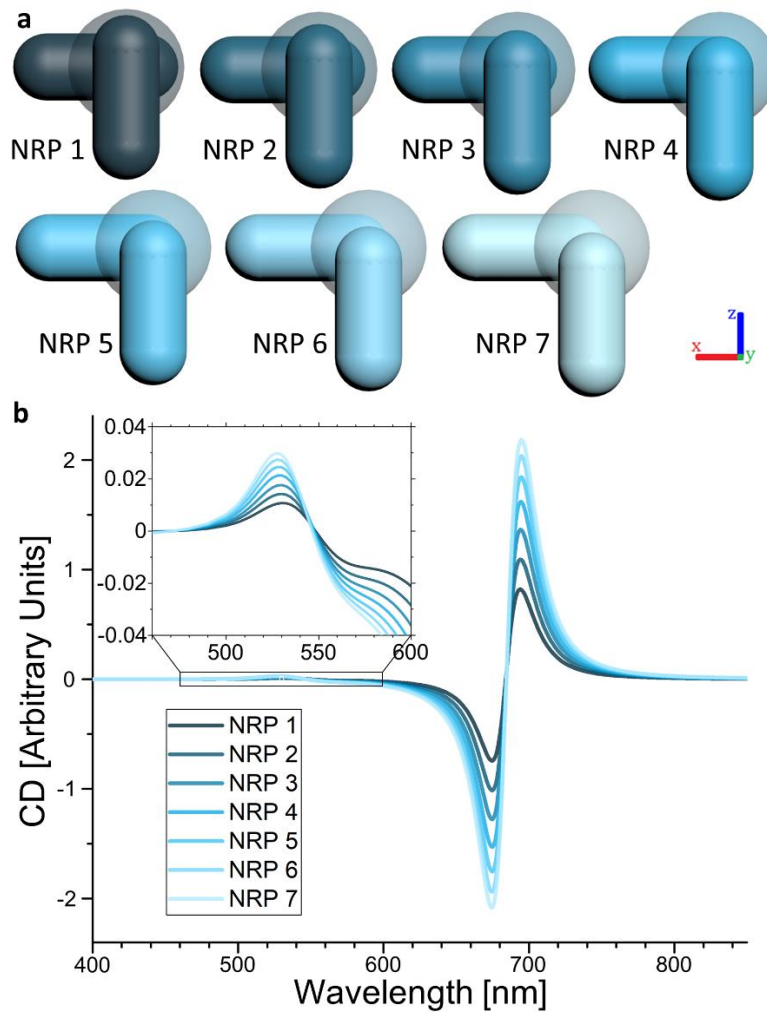 a
NRP 1 NRP 2 NRP 3 NRP 4
NRP 5 NRP 6 NRP 7
z
x y
b
0.04
0.02
0
-0.02
-0.04
500 550 600
2
1
0
-1
-2
CD [Arbitrary Units]
NRP 1
NRP 2
NRP 3
NRP 4
NRP 5
NRP 6
NRP 7
400 500 600 700 800
Wavelength [nm]